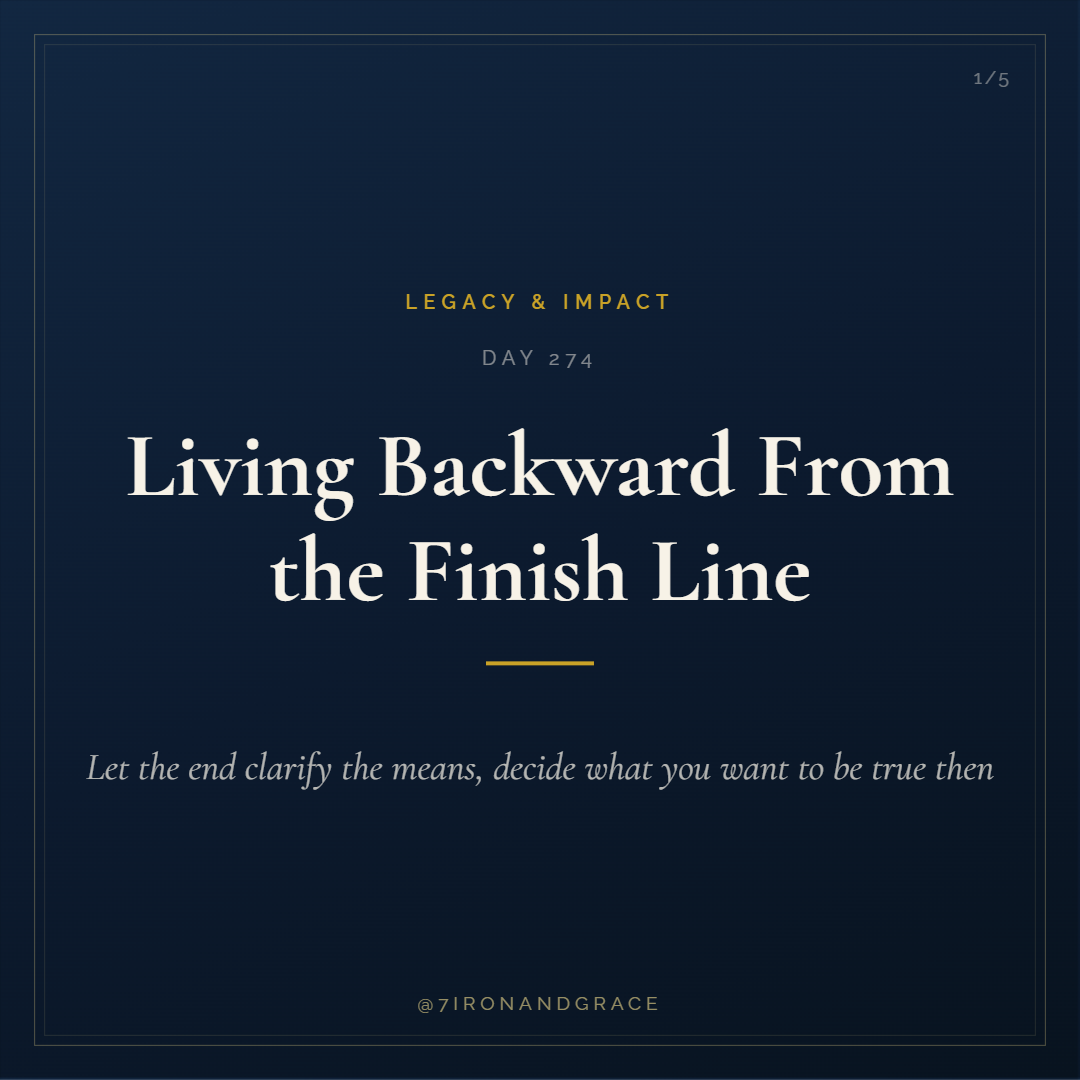 1/5
LEGACY & IMPACT
DAY 274
Living Backward From
the Finish Line
Let the end clarify the means, decide what you want to be true then
@7IRONANDGRACE